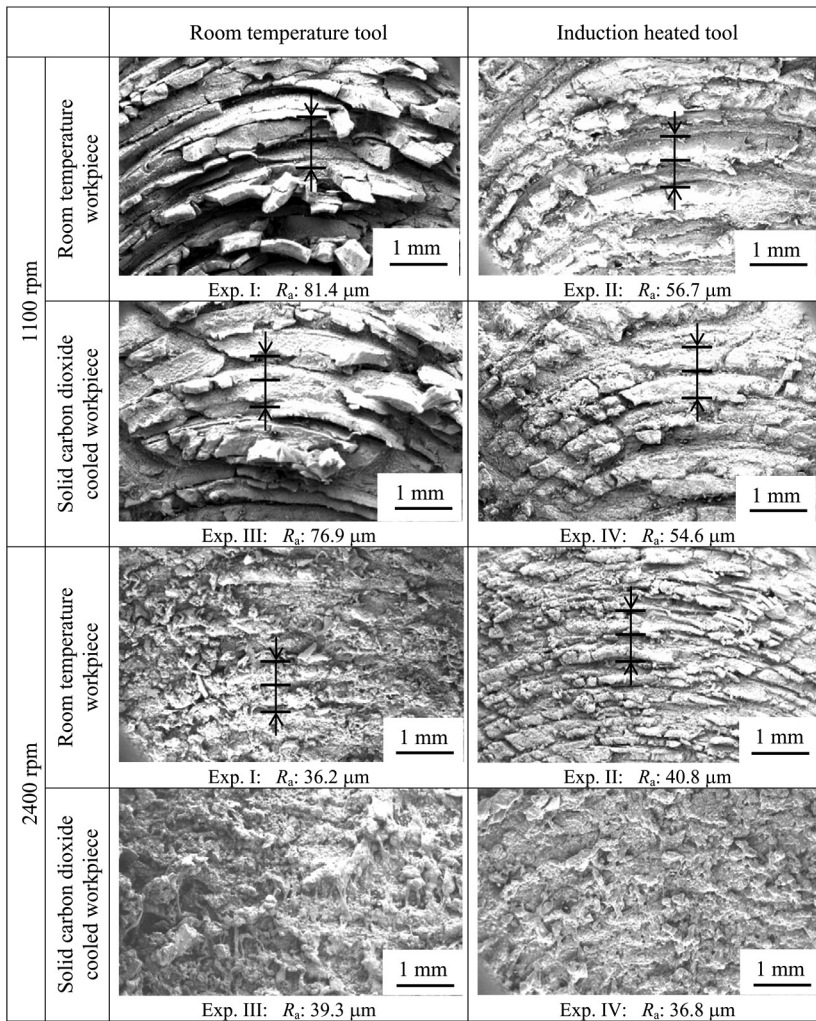 Room temperature tool
Induction heated tool
1100 rpm
Room temperature
workpiece
1 mm
1 mm
Exp. I: Ra: 81.4 μm
Exp. II: Ra: 56.7 μm
Solid carbon dioxide
cooled workpiece
1 mm
1 mm
Exp. III: Ra: 76.9 μm
Exp. IV: Ra: 54.6 μm
2400 rpm
Room temperature
workpiece
1 mm
1 mm
Exp. I: Ra: 36.2 μm
Exp. II: Ra: 40.8 μm
Solid carbon dioxide
cooled workpiece
1 mm
1 mm
Exp. III: Ra: 39.3 μm
Exp. IV: Ra: 36.8 μm